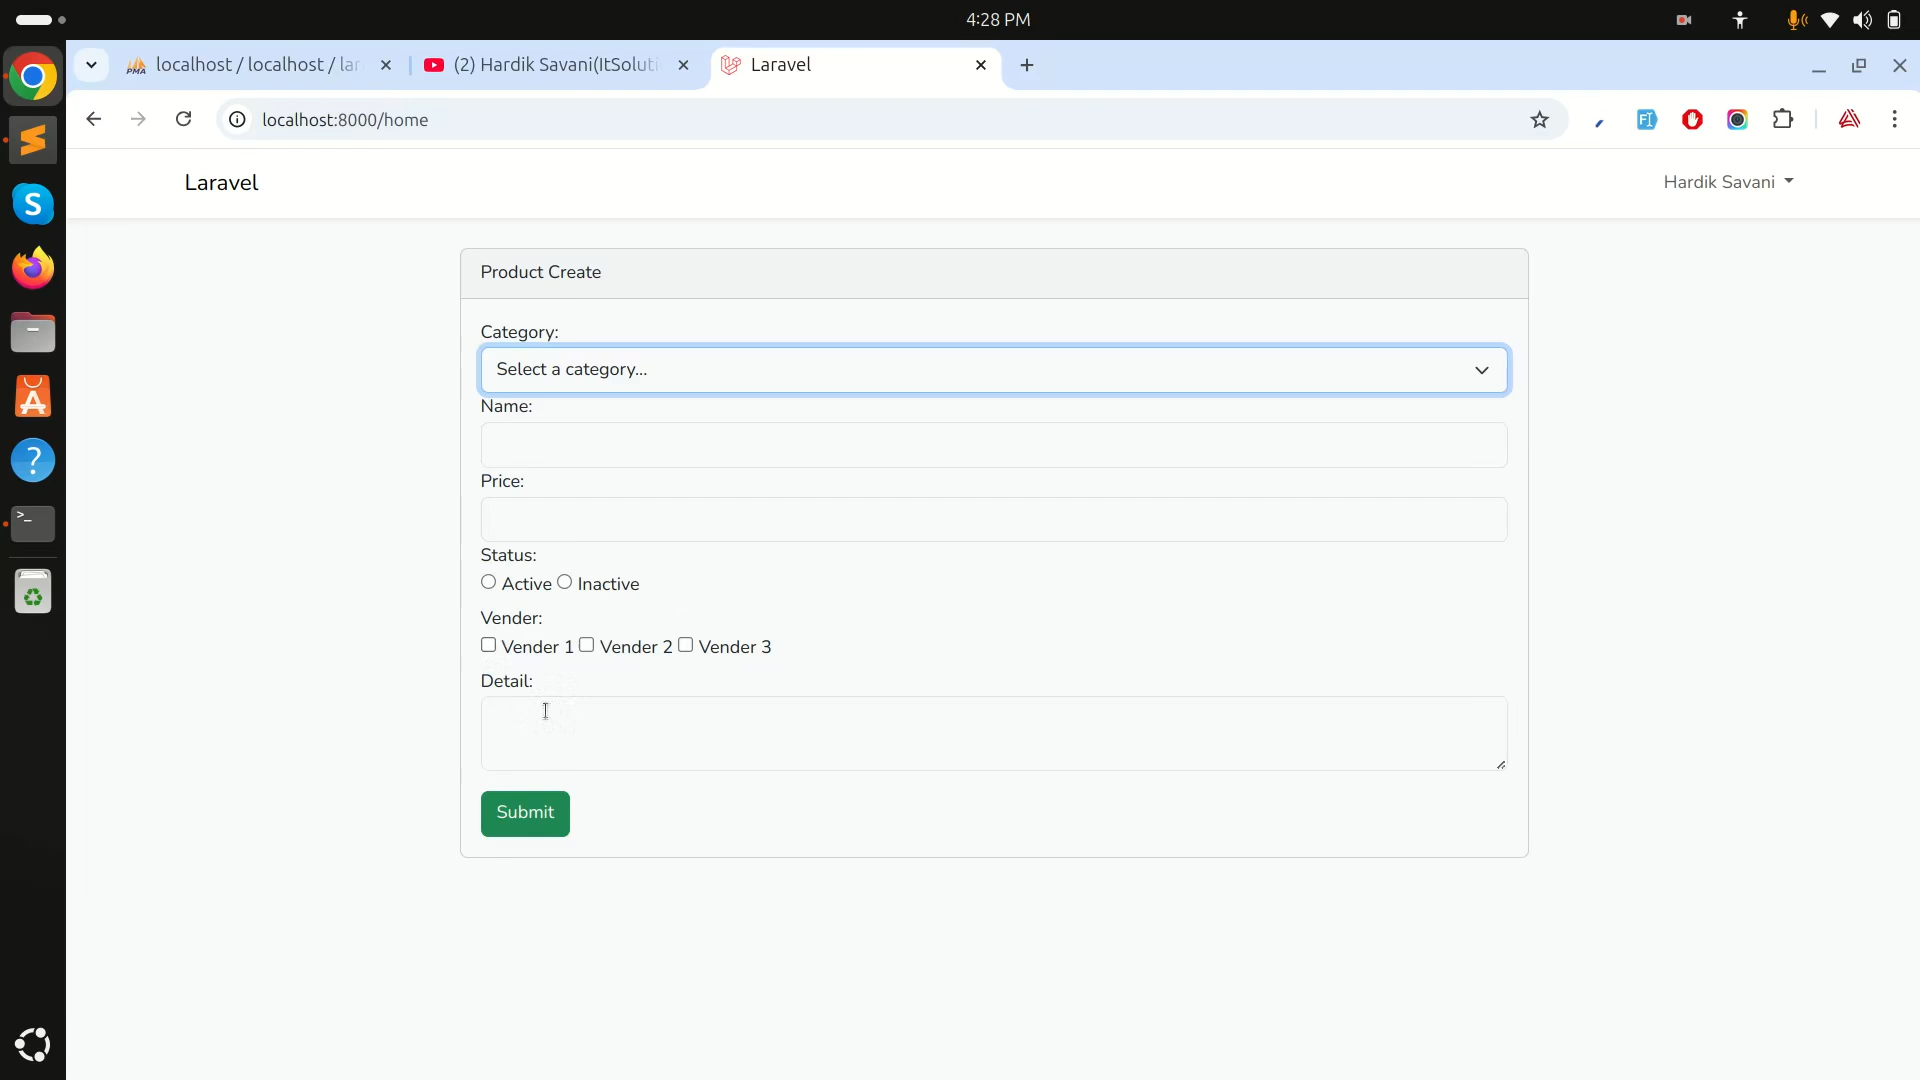 4:28 PM
localhost / localhost / lar
(2) Hardik Savani(ItSoluti
Laravel
localhost:8000/home
Laravel
Hardik Savani
Product Create
Category:
Select a category...
Name:
Price:
Status:
Active Inactive
Vender:
Vender 1 Vender 2 Vender 3
Detail:
Submit